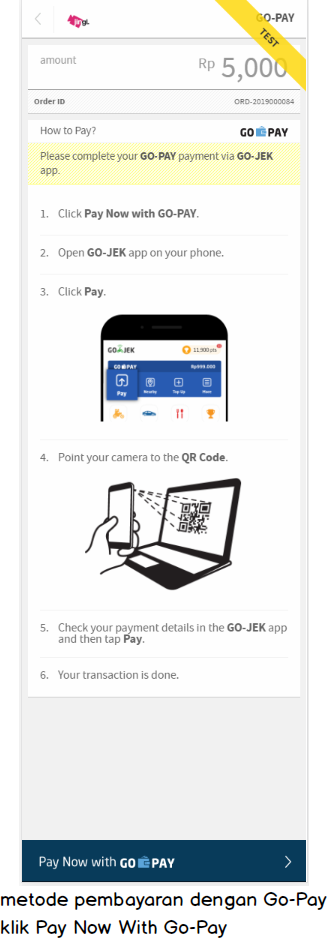 GO-PAY
TEST
amount
Rp 5,000
Order ID ORD-2019000084
How to Pay? GO PAY
Please complete your GO-PAY payment via GO-JEK
app.
1. Click Pay Now with GO-PAY.
2. Open GO-JEK app on your phone.
3. Click Pay.
GO JEK 11.900 pts
GO PAY Rp999.000
Pay Nearby Top Up More
4. Point your camera to the QR Code.
5. Check your payment details in the GO-JEK app
and then tap Pay.
6. Your transaction is done.
Pay Now with GO PAY
metode pembayaran dengan Go-Pay
klik Pay Now With Go-Pay